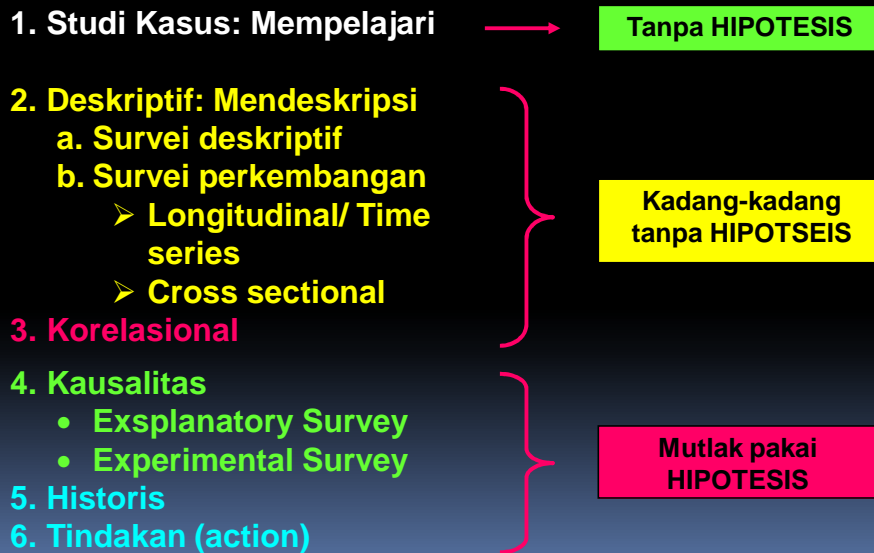 1. Studi Kasus: Mempelajari
Tanpa HIPOTESIS
2. Deskriptif: Mendeskripsi
a. Survei deskriptif
b. Survei perkembangan
➢ Longitudinal/ Time
series
➢ Cross sectional
3. Korelasional
Kadang-kadang
tanpa HIPOTSEIS
4. Kausalitas
• Exsplanatory Survey
• Experimental Survey
5. Historis
6. Tindakan (action)
Mutlak pakai
HIPOTESIS